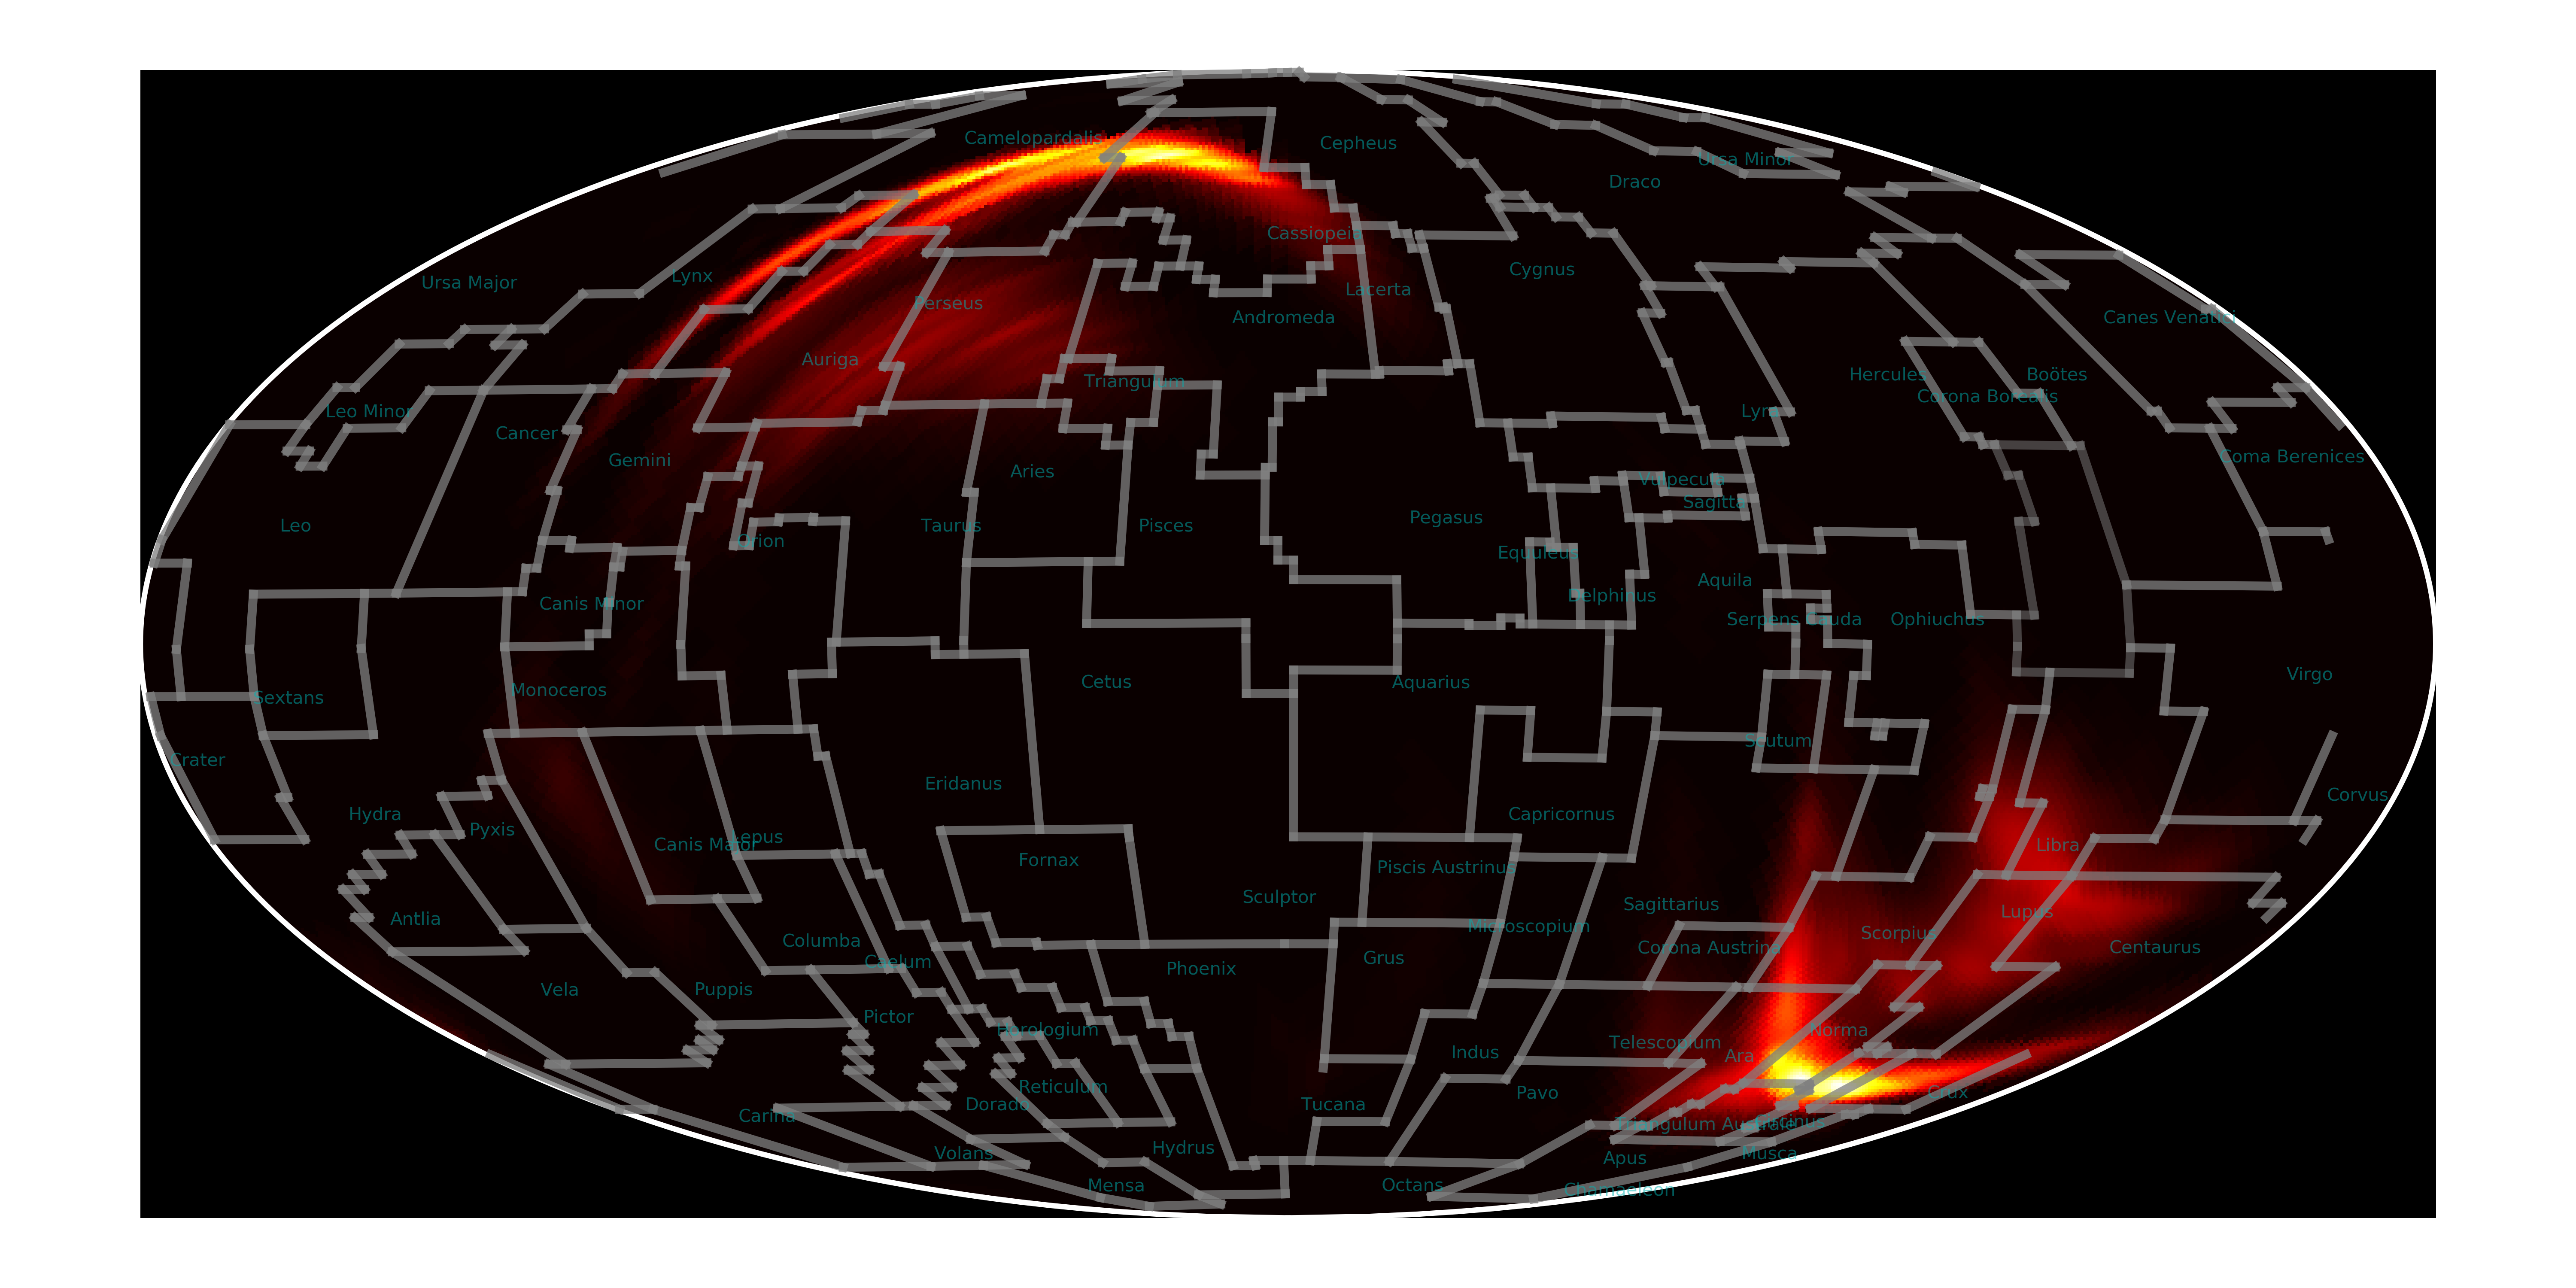 Camelopardalis
Cepheus
Ursa Minor
Draco
Cassiopeia
Cygnus
Lynx
Ursa Major
Lacerta
Perseus
Andromeda
Canes Venatici
Auriga
Hercules
Boötes
Triangulum
Corona Borealis
Leo Minor
Lyra
Cancer
Coma Berenices
Gemini
Aries
Vulpecula
Sagitta
Pegasus
Leo
Taurus
Pisces
Orion
Equuleus
Aquila
Delphinus
Canis Minor
Serpens Cauda
Ophiuchus
Virgo
Cetus
Aquarius
Monoceros
Sextans
Scutum
Crater
Eridanus
Corvus
Hydra
Capricornus
Pyxis
Lepus
Canis Major
Libra
Fornax
Piscis Austrinus
Sculptor
Sagittarius
Lupus
Antlia
Microscopium
Scorpius
Columba
Corona Austrina
Centaurus
Grus
Caelum
Phoenix
Vela
Puppis
Pictor
Horologium
Norma
Telescopium
Indus
Ara
Reticulum
Pavo
Crux
Dorado
Tucana
Carina
Circinus
Triangulum Australe
Hydrus
Volans
Musca
Apus
Mensa
Octans
Chamaeleon